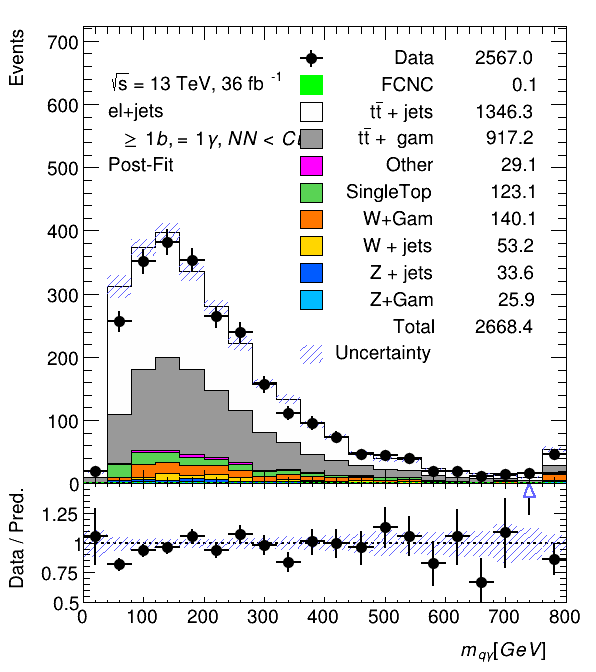 Events
700
600
500
400
300
200
100
0
√s = 13 TeV, 36 fb -1
el+jets
≥ 1b, = 1γ, NN < 
Post-Fit
Data 2567.0
FCNC 0.1
tt̄ + jets 1346.3
tt̄ + gam 917.2
Other 29.1
SingleTop 123.1
W+Gam 140.1
W + jets 53.2
Z + jets 33.6
Z+Gam 25.9
Total 2668.4
Uncertainty
Data / Pred.
1.25
1
0.75
0.5
0 100 200 300 400 500 600 700 800
m_qγ[GeV]